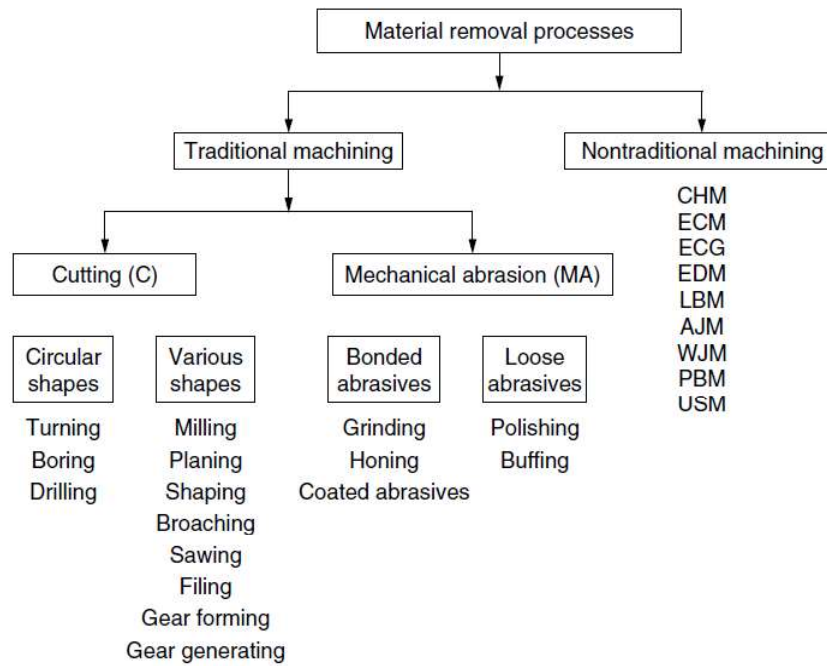 Material removal processes
Traditional machining
Nontraditional machining
CHM
ECM
ECG
EDM
LBM
AJM
WJM
PBM
USM
Cutting (C)
Mechanical abrasion (MA)
Circular
shapes
Turning
Boring
Drilling
Various
shapes
Milling
Planing
Shaping
Broaching
Sawing
Filing
Gear forming
Gear generating
Bonded
abrasives
Grinding
Honing
Coated abrasives
Loose
abrasives
Polishing
Buffing